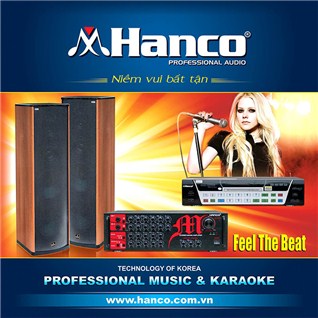 Hanco®
PROFESSIONAL AUDIO
Niềm vui bất tận
Feel The Beat
TECHNOLOGY OF KOREA
PROFESSIONAL MUSIC & KARAOKE
www.hanco.com.vn